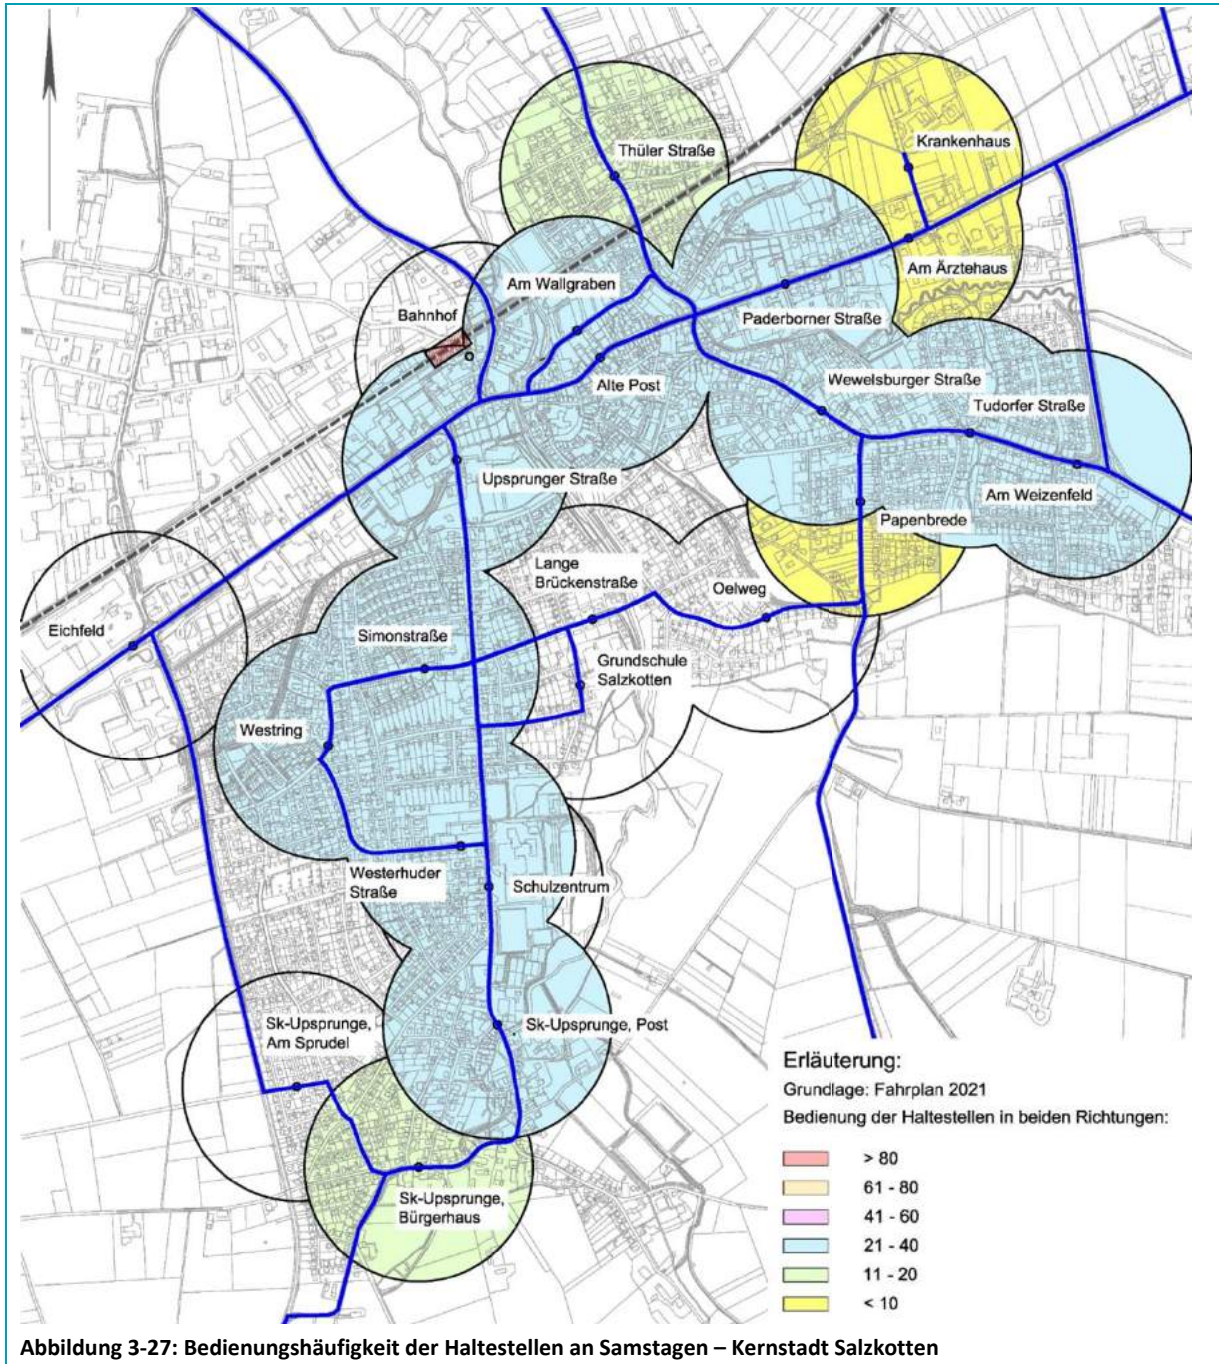 Thüler Straße
Krankenhaus
Am Wallgraben
Am Ärztehaus
Bahnhof
Paderborner Straße
Alte Post
Wewelsburger Straße
Tudorfer Straße
Upsprunger Straße
Am Weizenfeld
Papenbrede
Lange
Brückenstraße
Oelweg
Eichfeld
Simonstraße
Grundschule
Salzkotten
Westring
Westerhuder
Straße
Schulzentrum
Sk-Upsprunge,
Am Sprudel
Sk-Upsprunge, Post
Sk-Upsprunge,
Bürgerhaus
Erläuterung:
Grundlage: Fahrplan 2021
Bedienung der Haltestellen in beiden Richtungen:
> 80
61 - 80
41 - 60
21 - 40
11 - 20
< 10
Abbildung 3-27: Bedienungshäufigkeit der Haltestellen an Samstagen – Kernstadt Salzkotten